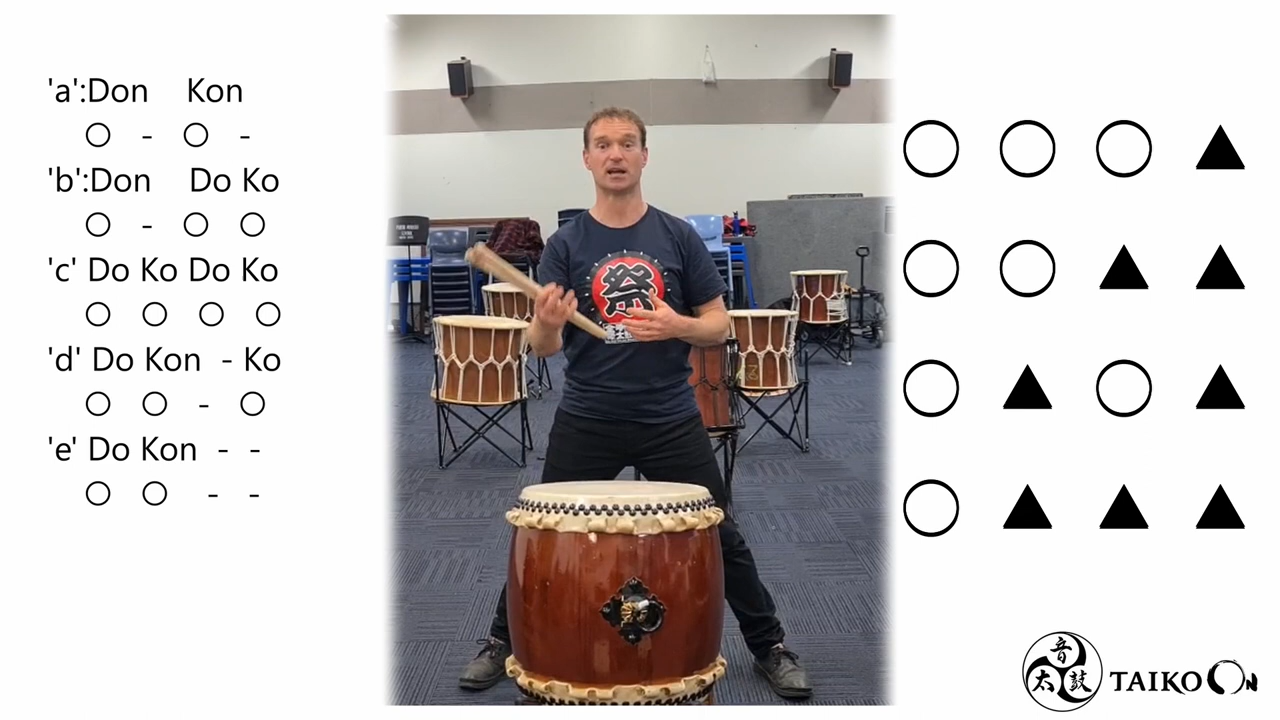 'a':Don Kon
○ - ○ -
'b':Don Do Ko
○ - ○ ○
'c' Do Ko Do Ko
○ ○ ○ ○
'd' Do Kon - Ko
○ ○ - ○
'e' Do Kon - -
○ ○ - -
祭
○ ○ ○ ▲
○ ○ ▲ ▲
○ ▲ ○ ▲
○ ▲ ▲ ▲
音
太鼓
TAIKO ON